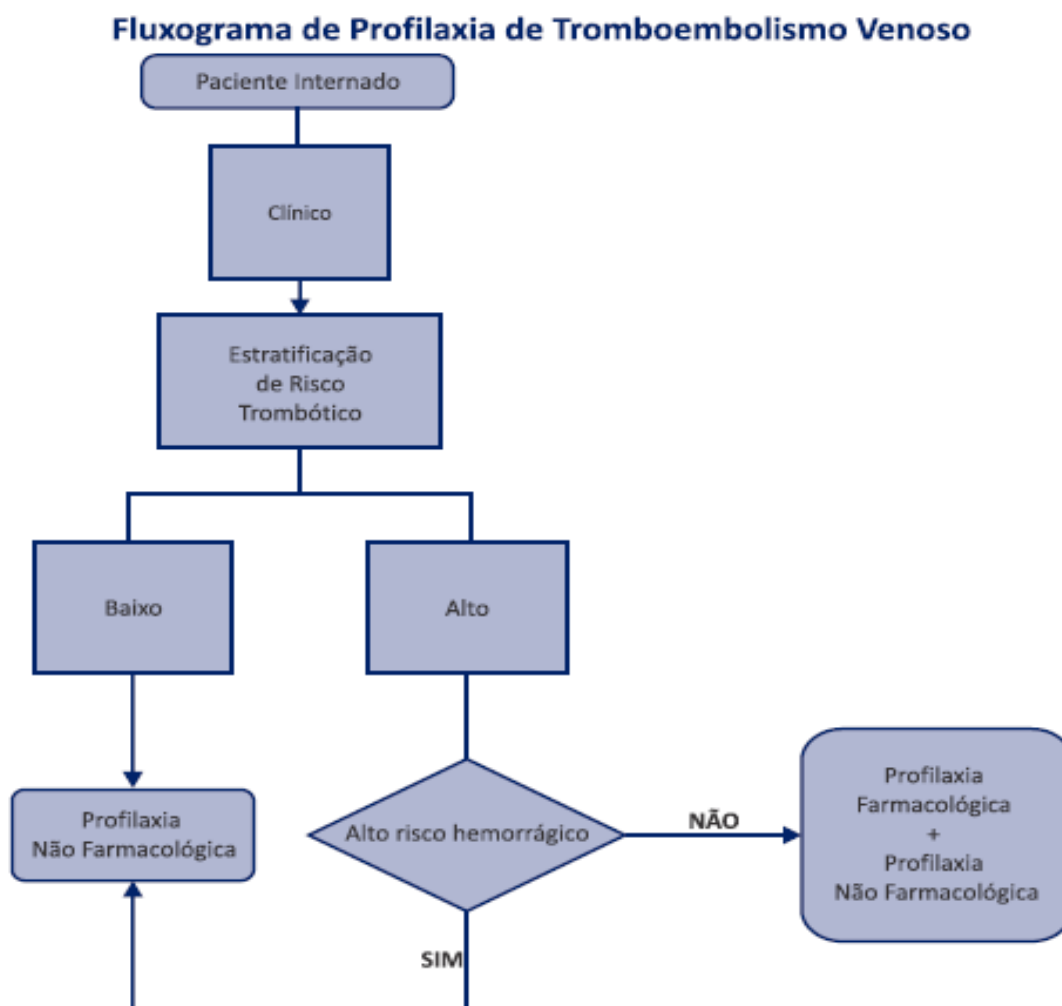 Fluxograma de Profilaxia de Tromboembolismo Venoso
Paciente Internado
Clínico
Estratificação
de Risco
Trombótico
Baixo
Alto
Profilaxia
Não Farmacológica
Alto risco hemorrágico
NÃO
Profilaxia
Farmacológica
+
Profilaxia
Não Farmacológica
SIM